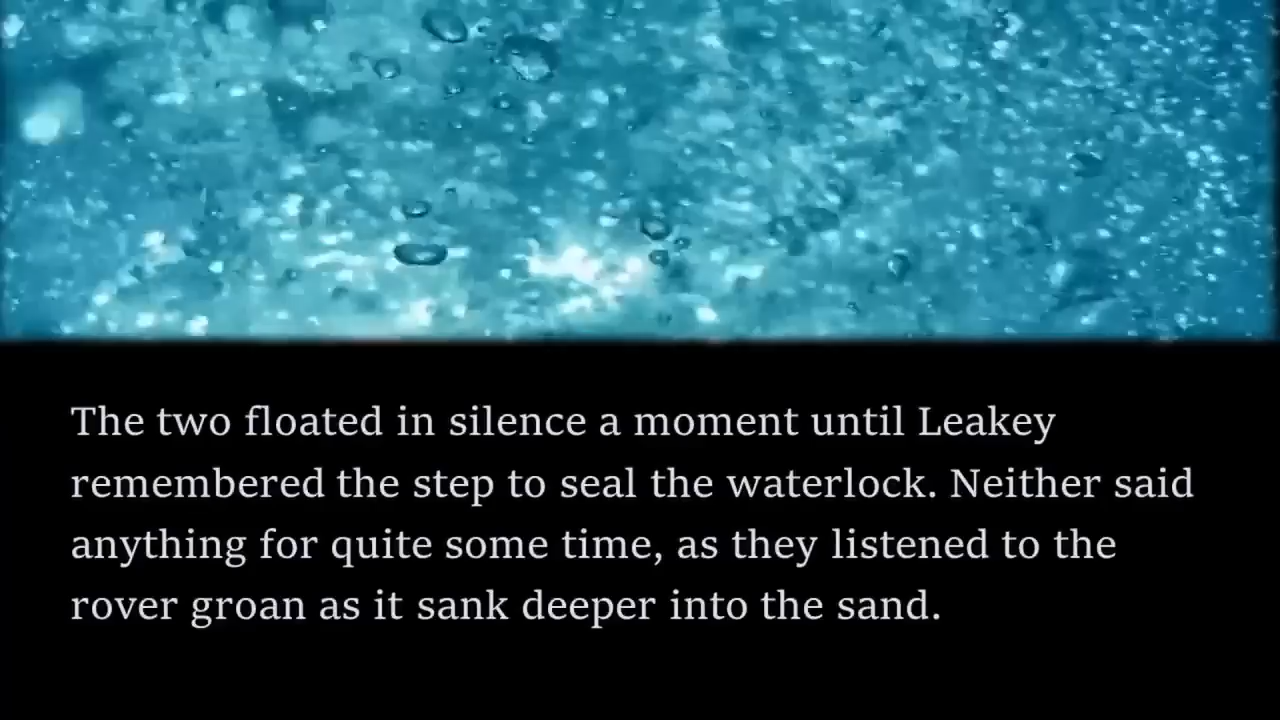 The two floated in silence a moment until Leakey
remembered the step to seal the waterlock. Neither said
anything for quite some time, as they listened to the
rover groan as it sank deeper into the sand.